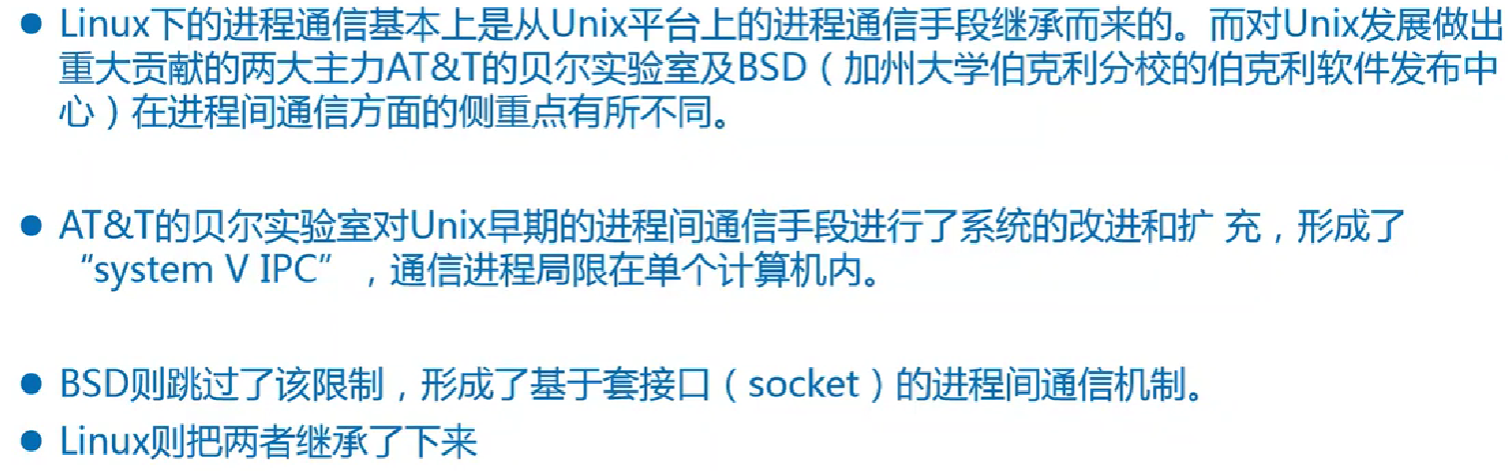 ● Linux下的进程通信基本上是从Unix平台上的进程通信手段继承而来的。而对Unix发展做出
重大贡献的两大主力AT&T的贝尔实验室及BSD（加州大学伯克利分校的伯克利软件发布中
心）在进程间通信方面的侧重点有所不同。
● AT&T的贝尔实验室对Unix早期的进程间通信手段进行了系统的改进和扩 充，形成了
“system V IPC”，通信进程局限在单个计算机内。
● BSD则跳过了该限制，形成了基于套接口（socket）的进程间通信机制。
● Linux则把两者继承了下来